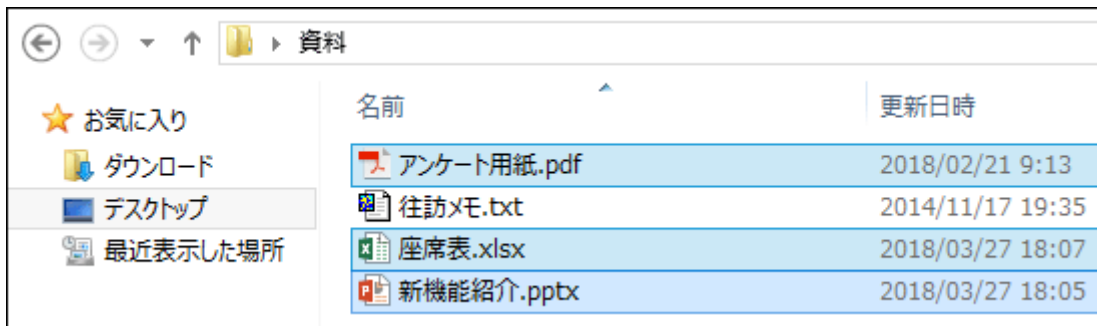 資料
お気に入り
ダウンロード
デスクトップ
最近表示した場所
名前 更新日時
アンケート用紙.pdf 2018/02/21 9:13
往訪メモ.txt 2014/11/17 19:35
座席表.xlsx 2018/03/27 18:07
新機能紹介.pptx 2018/03/27 18:05